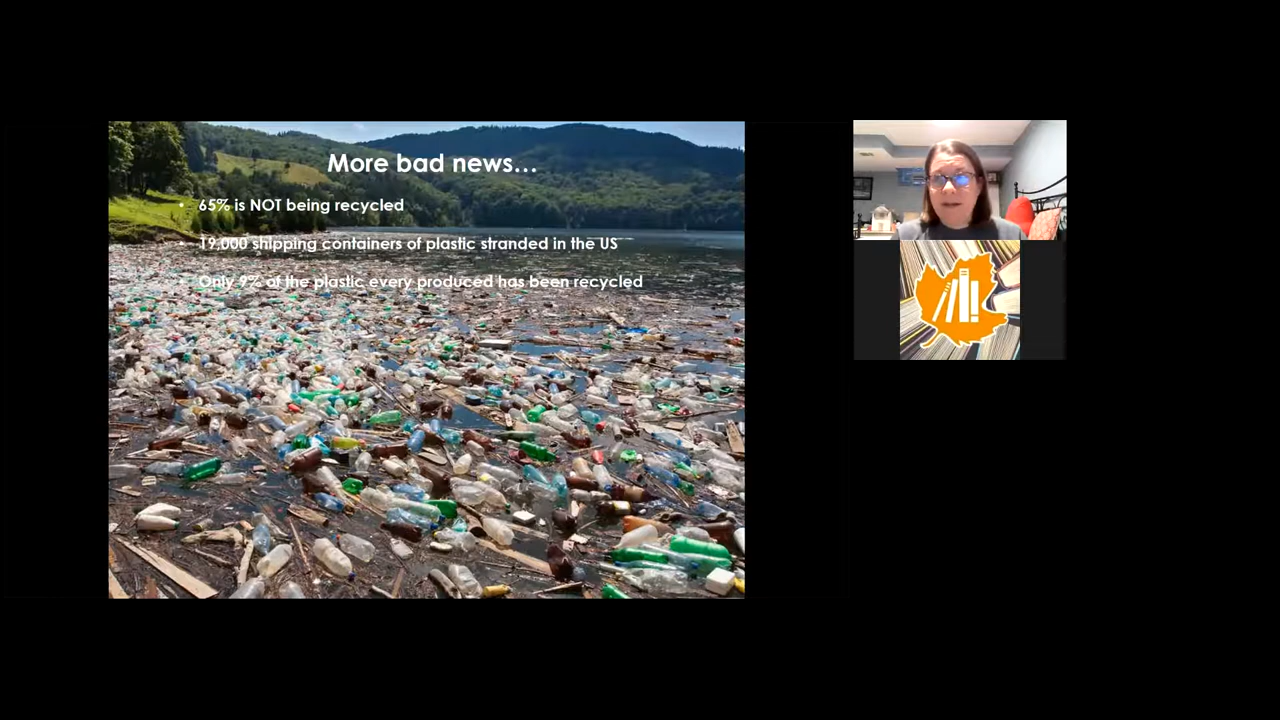 More bad news...
• 65% is NOT being recycled
• 19,000 shipping containers of plastic stranded in the US
• Only 9% of the plastic every produced has been recycled